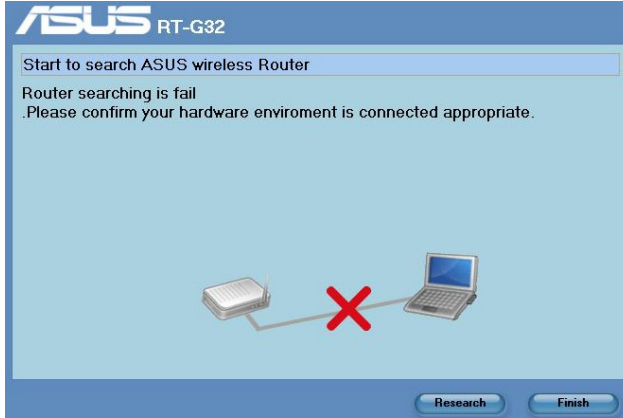 ASUS RT-G32
Start to search ASUS wireless Router
Router searching is fail
.Please confirm your hardware enviroment is connected appropriate.
Research Finish